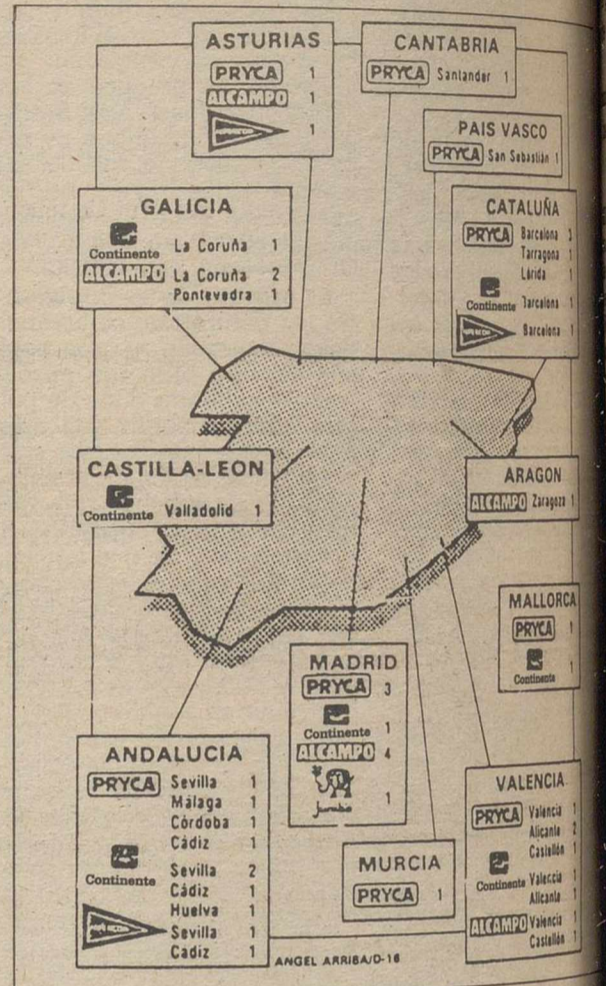 ASTURIAS
PRYCA 1
ALCAMPO 1
1
CANTABRIA
PRYCA Santander 1
PAIS VASCO
PRYCA San Sebastián 1
GALICIA
Continente La Coruña 1
ALCAMPO La Coruña 2
Pontevedra 1
CATALUÑA
PRYCA Barcelona 3
Tarragona 1
Lérida 1
Continente Barcelona 1
Barcelona 1
CASTILLA-LEON
Continente Valladolid 1
ARAGON
ALCAMPO Zaragoza 1
MALLORCA
PRYCA 1
Continente 1
MADRID
PRYCA 3
Continente 1
ALCAMPO 4
Jumbo 1
ANDALUCIA
PRYCA Sevilla 1
Málaga 1
Córdoba 1
Cádiz 1
Continente Sevilla 2
Cádiz 1
Huelva 1
Sevilla 1
Cádiz 1
MURCIA
PRYCA 1
VALENCIA
PRYCA Valencia 1
Alicante 2
Castellón 1
Continente Valencia 1
Alicante 1
ALCAMPO Valencia 1
Castellón 1
ANGEL ARRIBA/D-16